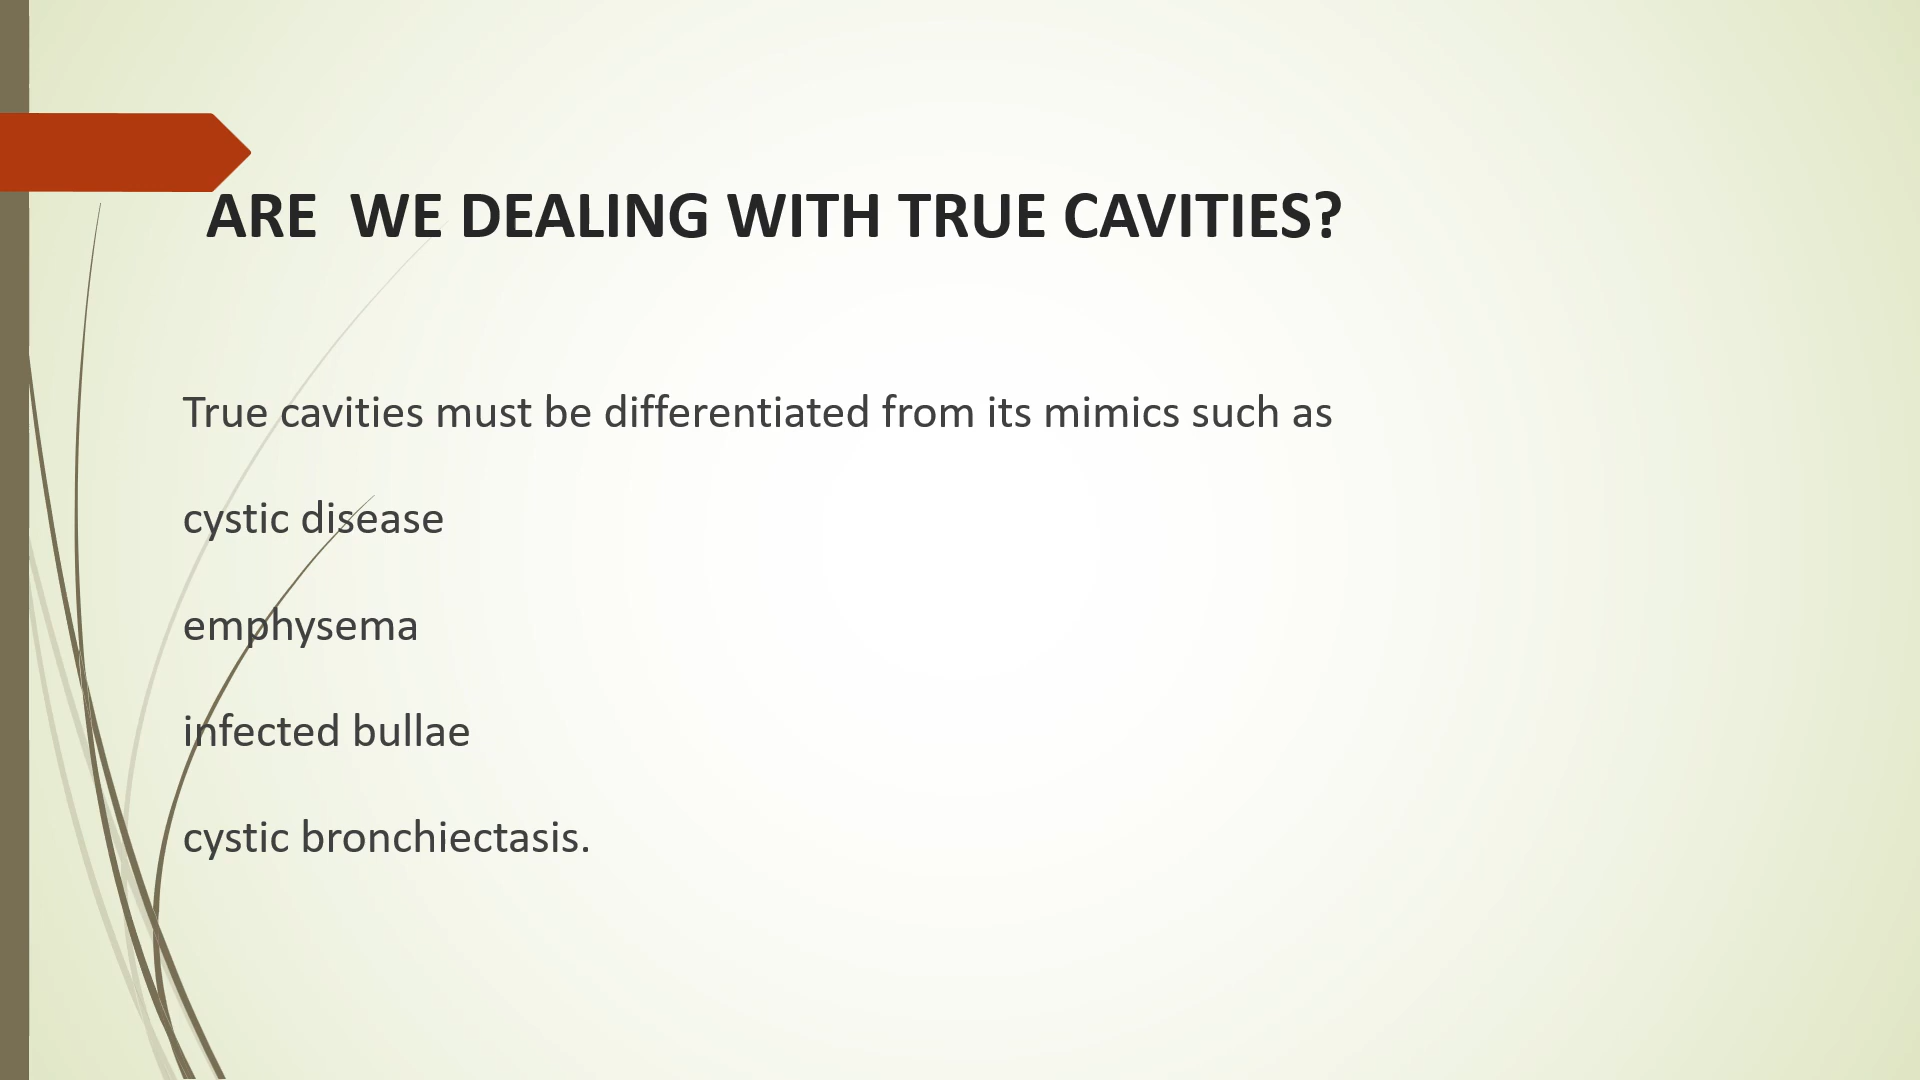 ARE  WE DEALING WITH TRUE CAVITIES?
True cavities must be differentiated from its mimics such as
cystic disease
emphysema
infected bullae
cystic bronchiectasis.